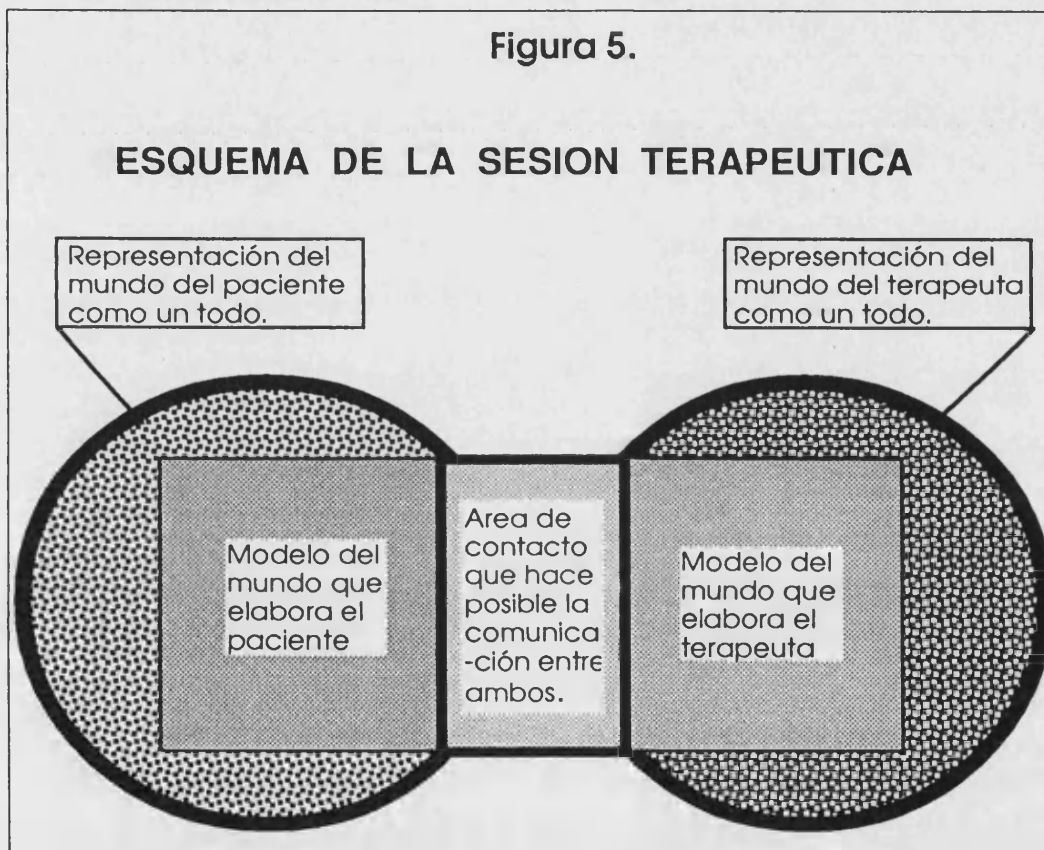 Figura 5.
ESQUEMA DE LA SESION TERAPEUTICA
Representación del
mundo del paciente
como un todo.
Representación del
mundo del terapeuta
como un todo.
Modelo del
mundo que
elabora el
paciente
Area de
contacto
que hace
posible la
comunica
-ción entre
ambos.
Modelo del
mundo que
elabora el
terapeuta